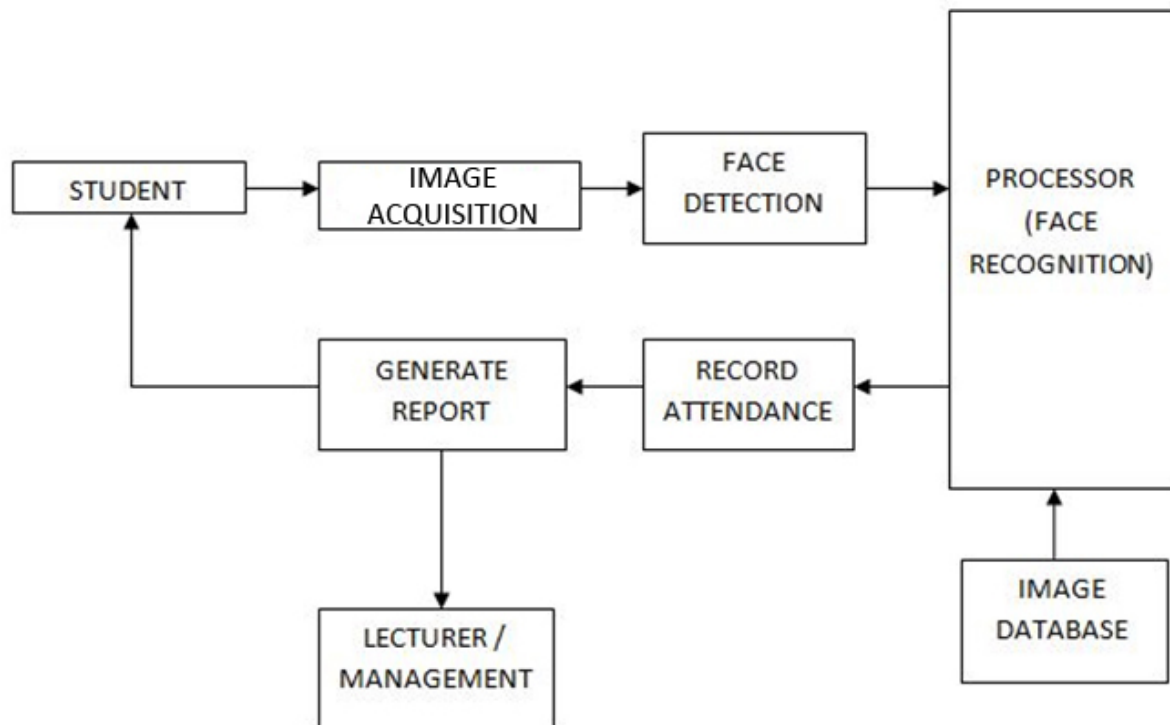 STUDENT
IMAGE
ACQUISITION
FACE
DETECTION
PROCESSOR
(FACE
RECOGNITION)
GENERATE
REPORT
RECORD
ATTENDANCE
LECTURER /
MANAGEMENT
IMAGE
DATABASE